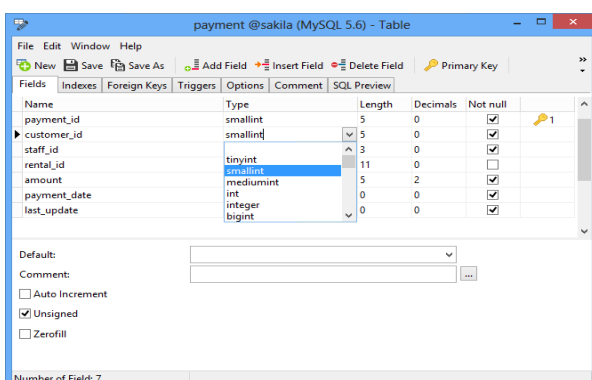 payment @sakila (MySQL 5.6) - Table
File Edit Window Help
New Save Save As Add Field Insert Field Delete Field Primary Key
Fields Indexes Foreign Keys Triggers Options Comment SQL Preview
Name Type Length Decimals Not null
payment_id smallint 5 0 1
customer_id smallint 5 0
staff_id 3 0
rental_id 11 0
amount 5 2
payment_date 0 0
last_update 0 0
tinyint
smallint
mediumint
int
integer
bigint
Default:
Comment:
...
Auto Increment
Unsigned
Zerofill
Number of Field: 7